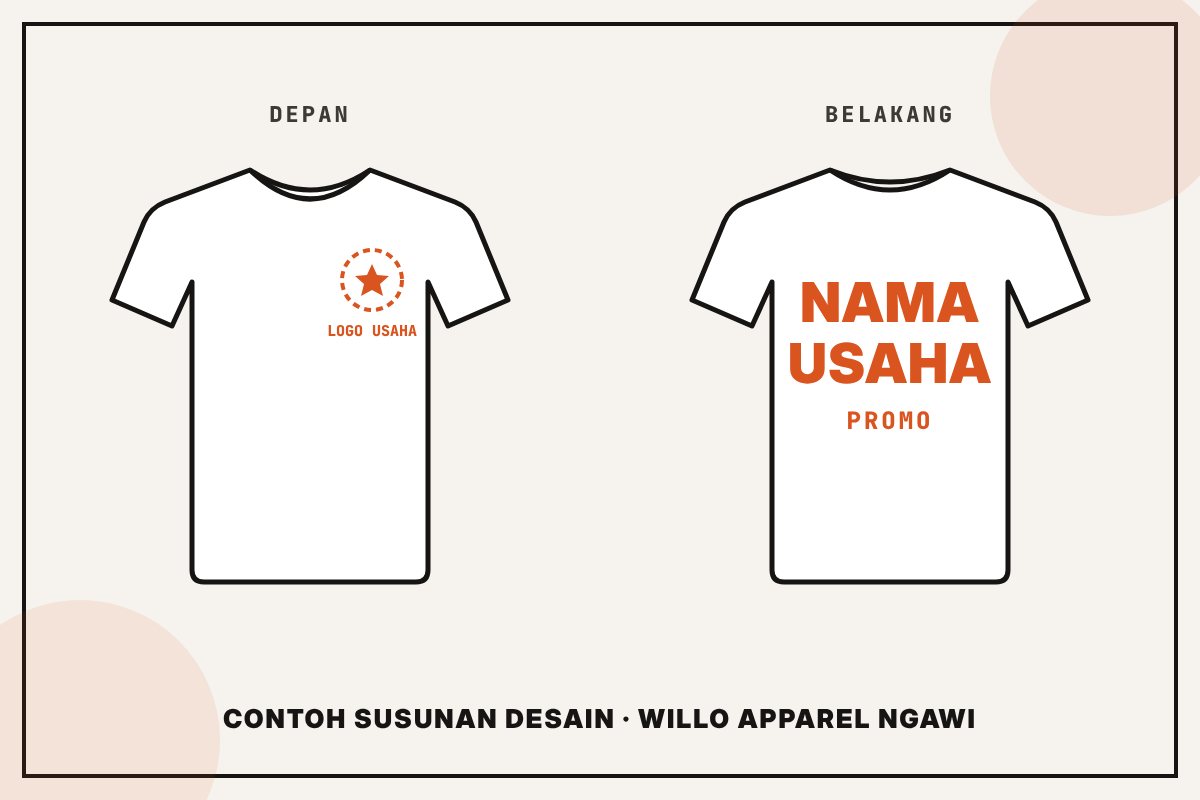 DEPAN
BELAKANG
LOGO USAHA
NAMA
USAHA
PROMO
CONTOH SUSUNAN DESAIN · WILLO APPAREL NGAWI